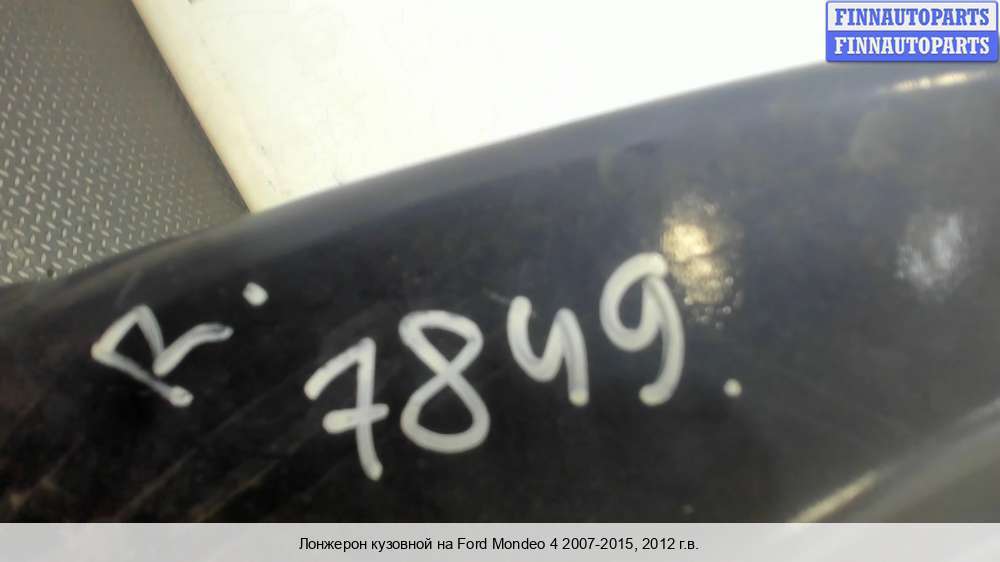 FINNAUTOPARTS
FINNAUTOPARTS
R.
7849.
Лонжерон кузовной на Ford Mondeo 4 2007-2015, 2012 г.в.